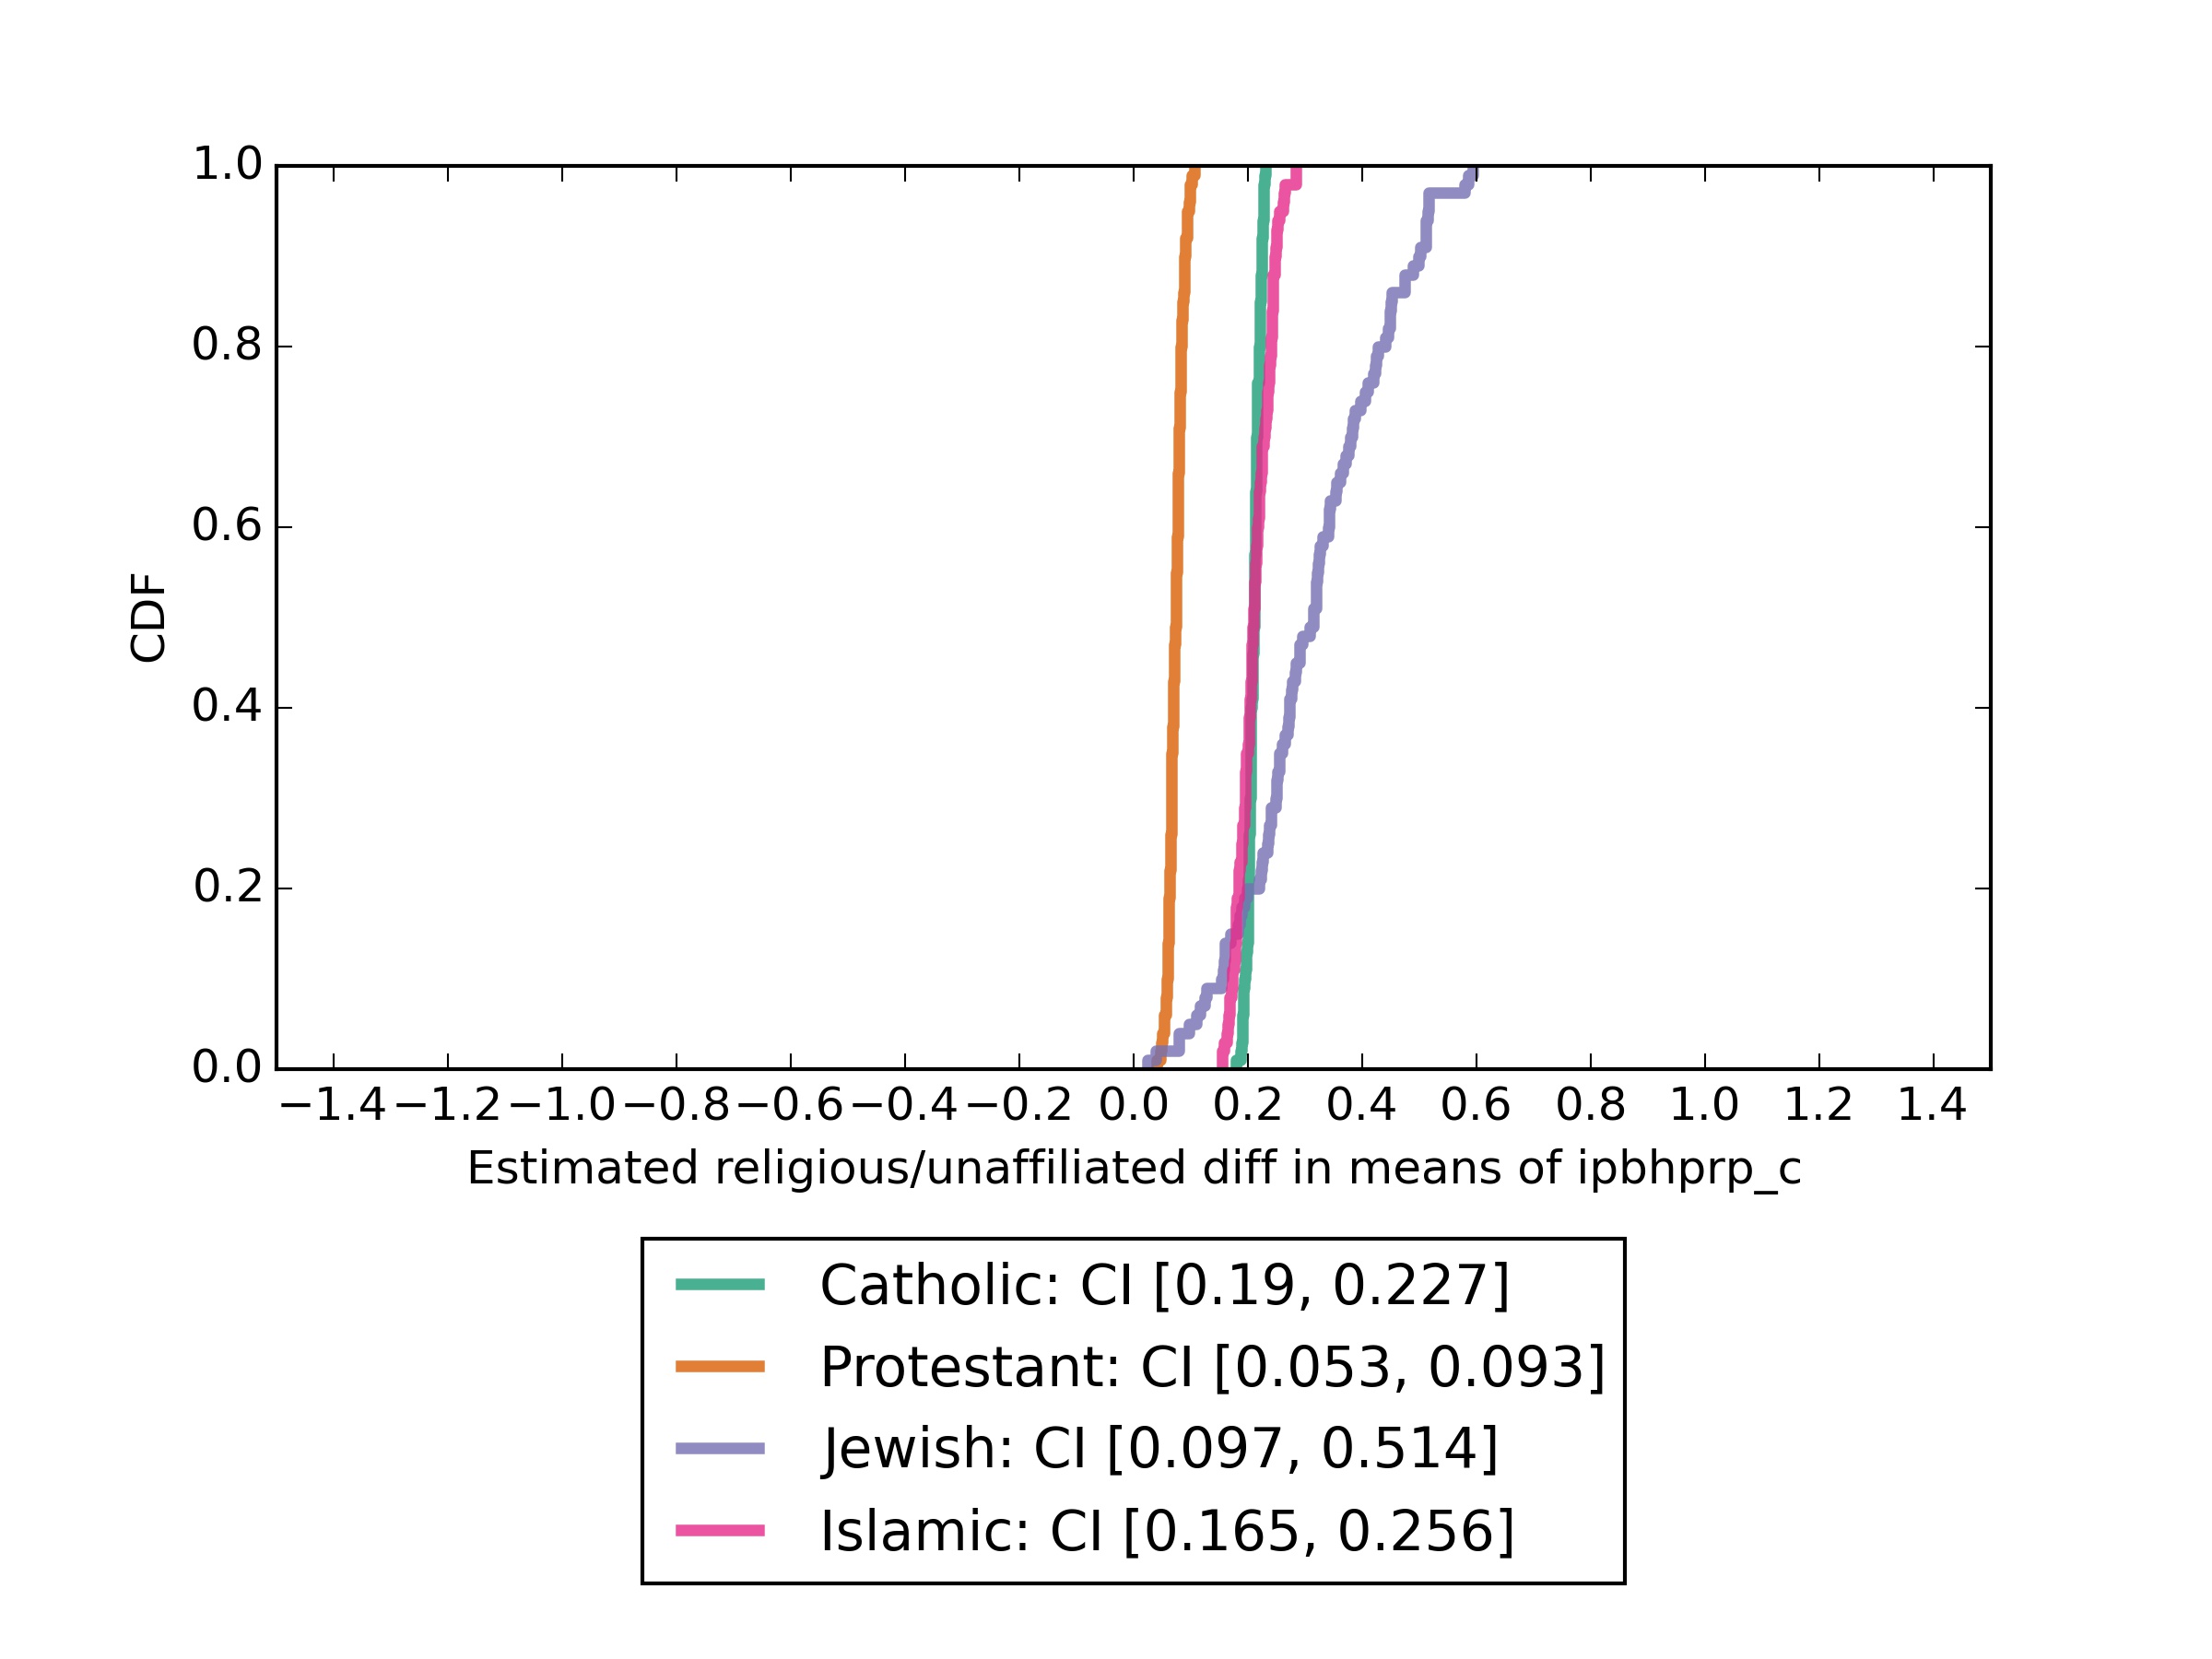 1.0
0.8
0.6
0.4
0.2
0.0
CDF
−1.4 −1.2 −1.0 −0.8 −0.6 −0.4 −0.2 0.0 0.2 0.4 0.6 0.8 1.0 1.2 1.4
Estimated religious/unaffiliated diff in means of ipbhprp_c
Catholic: CI [0.19, 0.227]
Protestant: CI [0.053, 0.093]
Jewish: CI [0.097, 0.514]
Islamic: CI [0.165, 0.256]